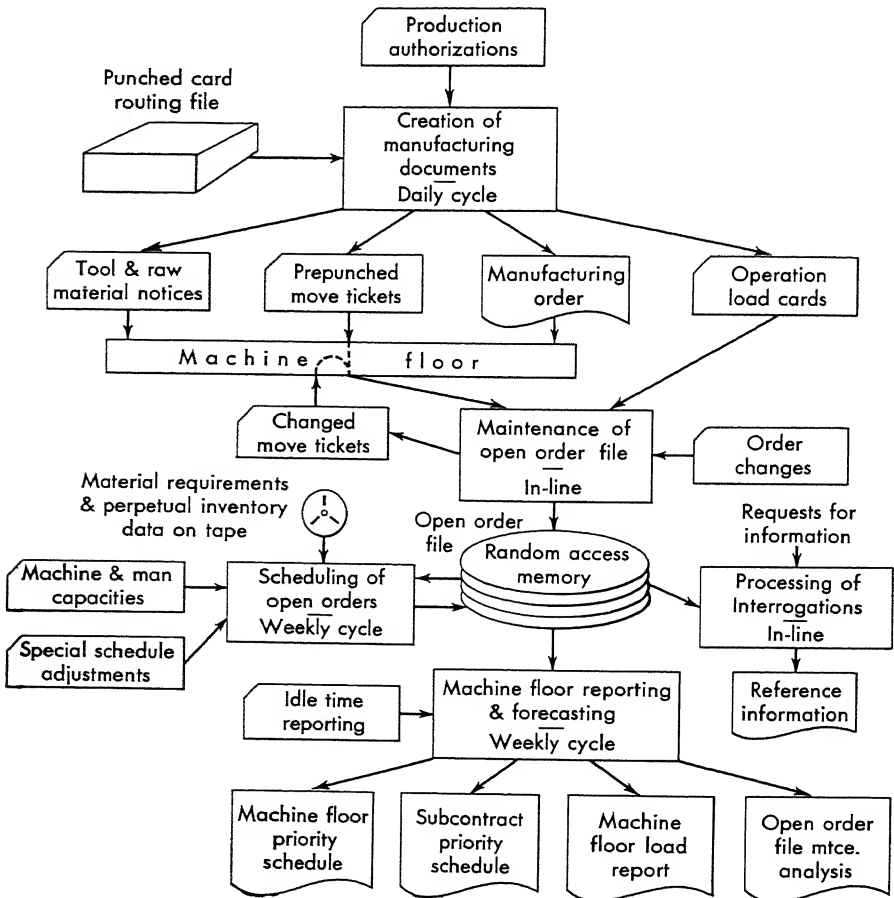 Production
authorizations
Punched card
routing file
Creation of
manufacturing
documents
Daily cycle
Tool & raw
material notices
Prepunched
move tickets
Manufacturing
order
Operation
load cards
Machine floor
Changed
move tickets
Maintenance of
open order file
In-line
Order
changes
Material requirements
& perpetual inventory
data on tape
Open order
file
Requests for
information
Random access
memory
Machine & man
capacities
Scheduling of
open orders
Weekly cycle
Processing of
Interrogations
In-line
Special schedule
adjustments
Idle time
reporting
Machine floor reporting
& forecasting
Weekly cycle
Reference
information
Machine floor
priority
schedule
Subcontract
priority
schedule
Machine
floor load
report
Open order
file mtce.
analysis